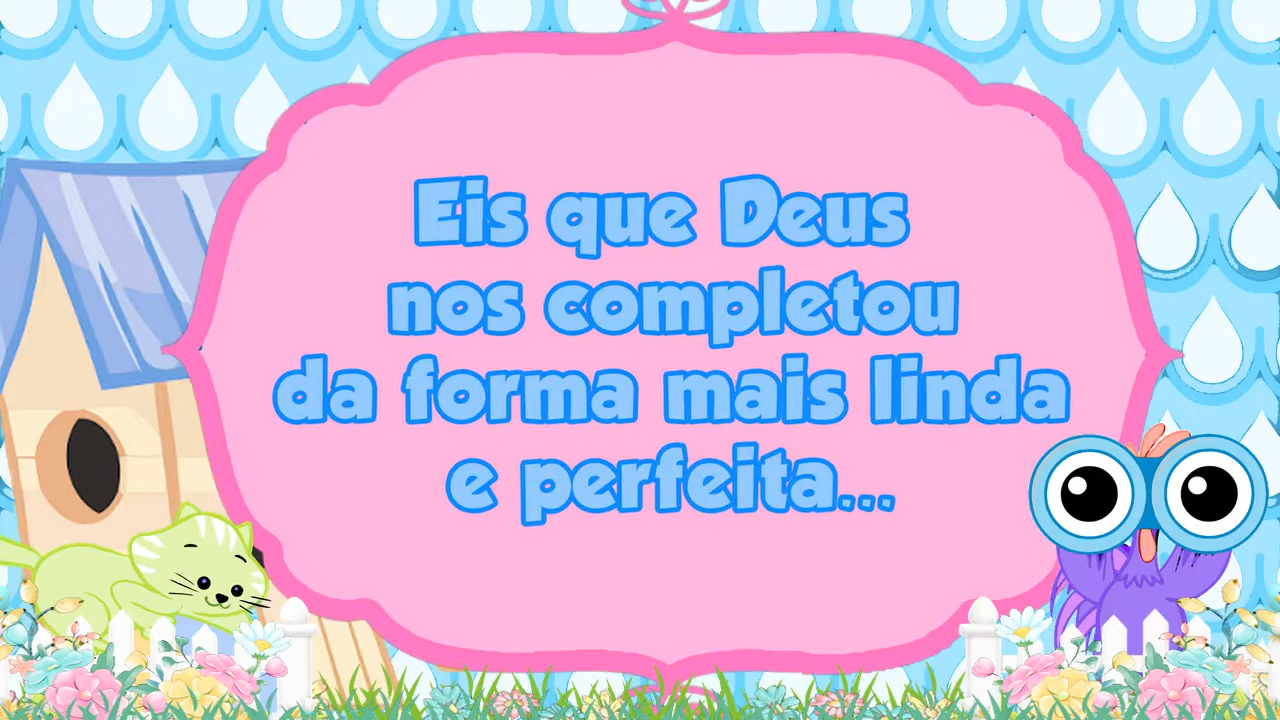 Eis que Deus
nos completou
da forma mais linda
e perfeita...